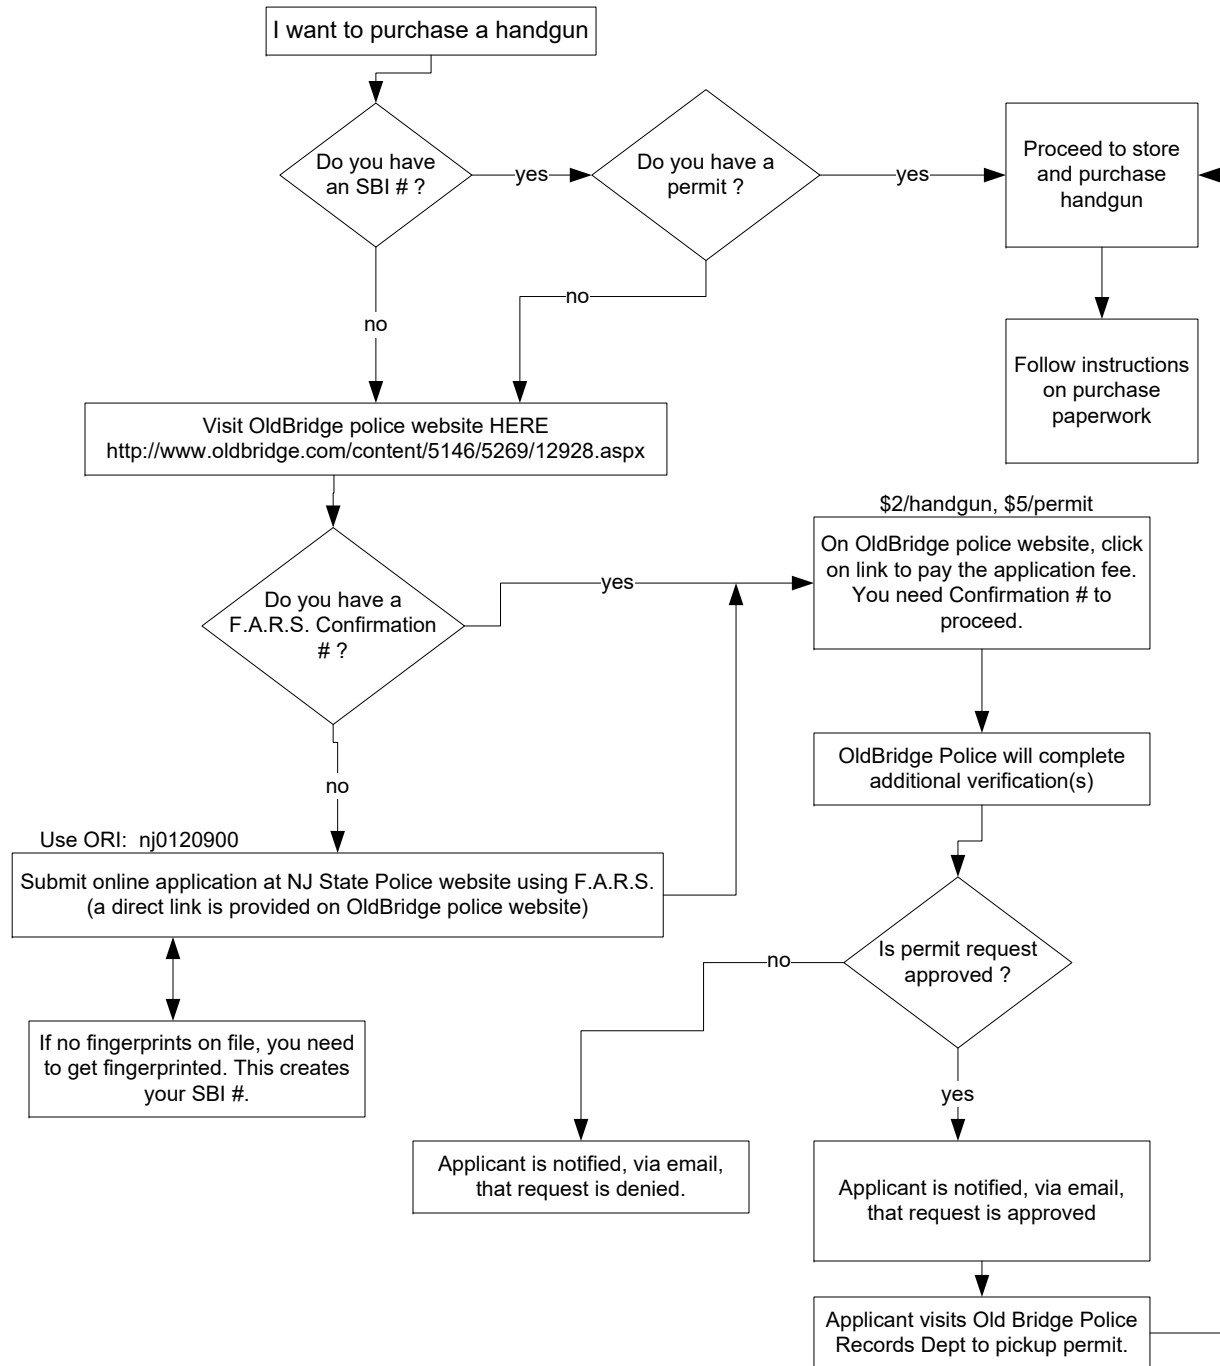 I want to purchase a handgun
Do you have
an SBI # ?
yes
Do you have a
permit ?
yes
Proceed to store
and purchase
handgun
no
no
Follow instructions
on purchase
paperwork
Visit OldBridge police website HERE
http://www.oldbridge.com/content/5146/5269/12928.aspx
$2/handgun, $5/permit
On OldBridge police website, click
on link to pay the application fee.
You need Confirmation # to
proceed.
yes
Do you have a
F.A.R.S. Confirmation
# ?
OldBridge Police will complete
additional verification(s)
no
Use ORI:  nj0120900
Submit online application at NJ State Police website using F.A.R.S.
(a direct link is provided on OldBridge police website)
Is permit request
approved ?
no
If no fingerprints on file, you need
to get fingerprinted. This creates
your SBI #.
yes
Applicant is notified, via email,
that request is denied.
Applicant is notified, via email,
that request is approved
Applicant visits Old Bridge Police
Records Dept to pickup permit.